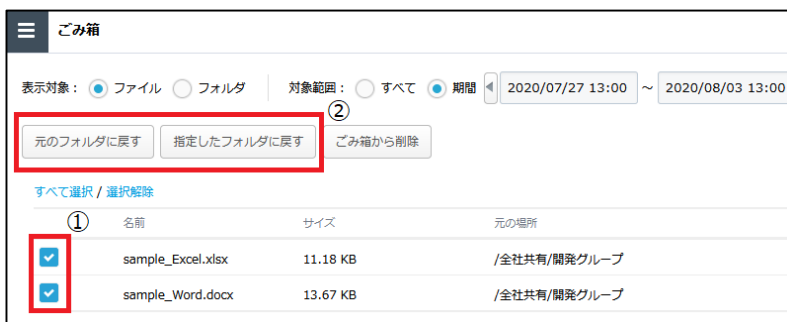 ごみ箱
表示対象： ファイル フォルダ 対象範囲： すべて 期間 2020/07/27 13:00 ～ 2020/08/03 13:00
②
元のフォルダに戻す 指定したフォルダに戻す ごみ箱から削除
すべて選択 / 選択解除
①
名前 サイズ 元の場所
sample_Excel.xlsx 11.18 KB /全社共有/開発グループ
sample_Word.docx 13.67 KB /全社共有/開発グループ